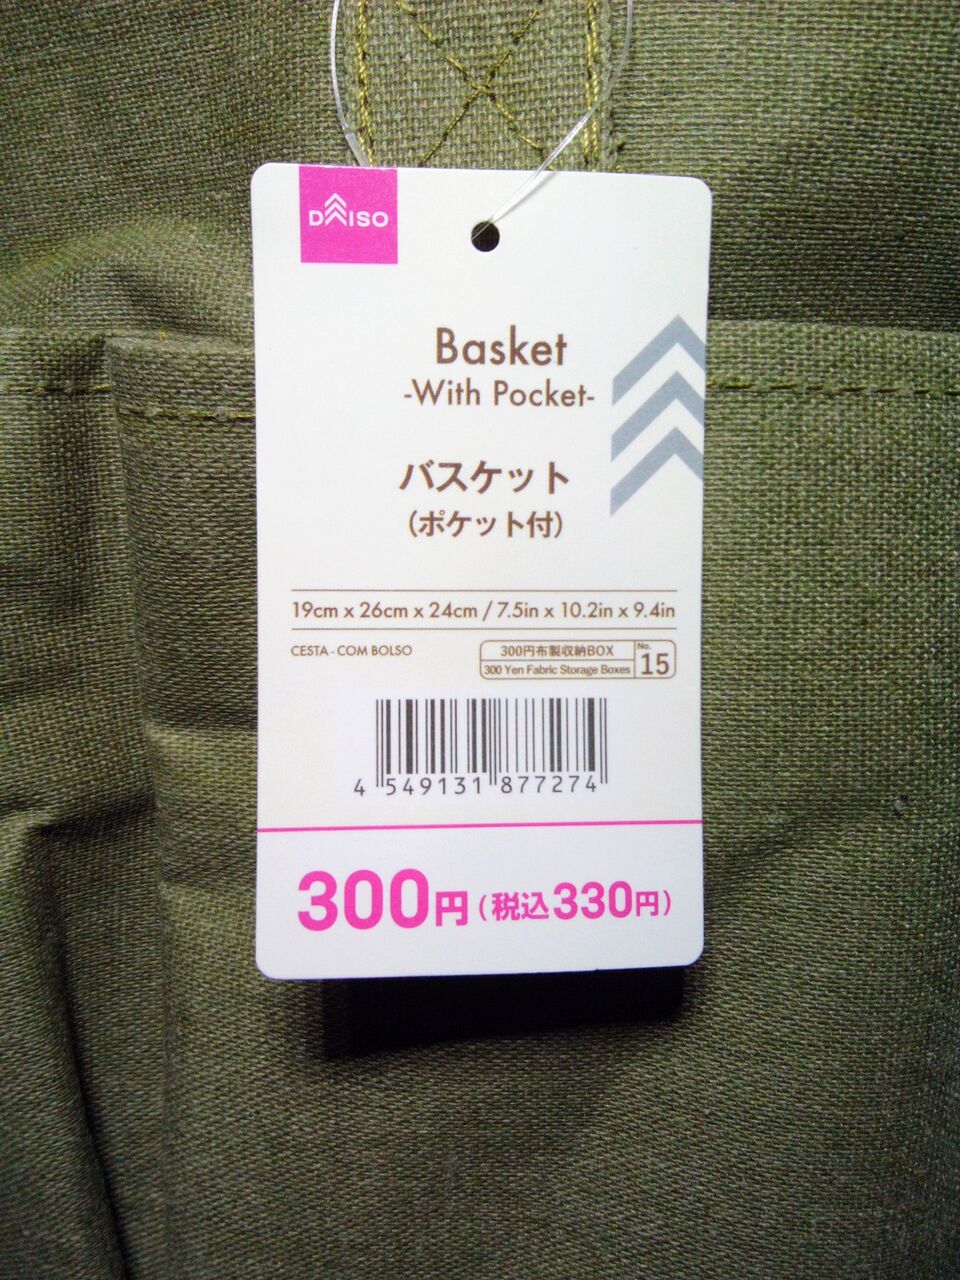 DAISO
Basket
-With Pocket-
バスケット
（ポケット付）
19cm x 26cm x 24cm / 7.5in x 10.2in x 9.4in
CESTA - COM BOLSO
300円布製収納BOX
300 Yen Fabric Storage Boxes
No.
15
4 549131 877274
300円（税込330円）